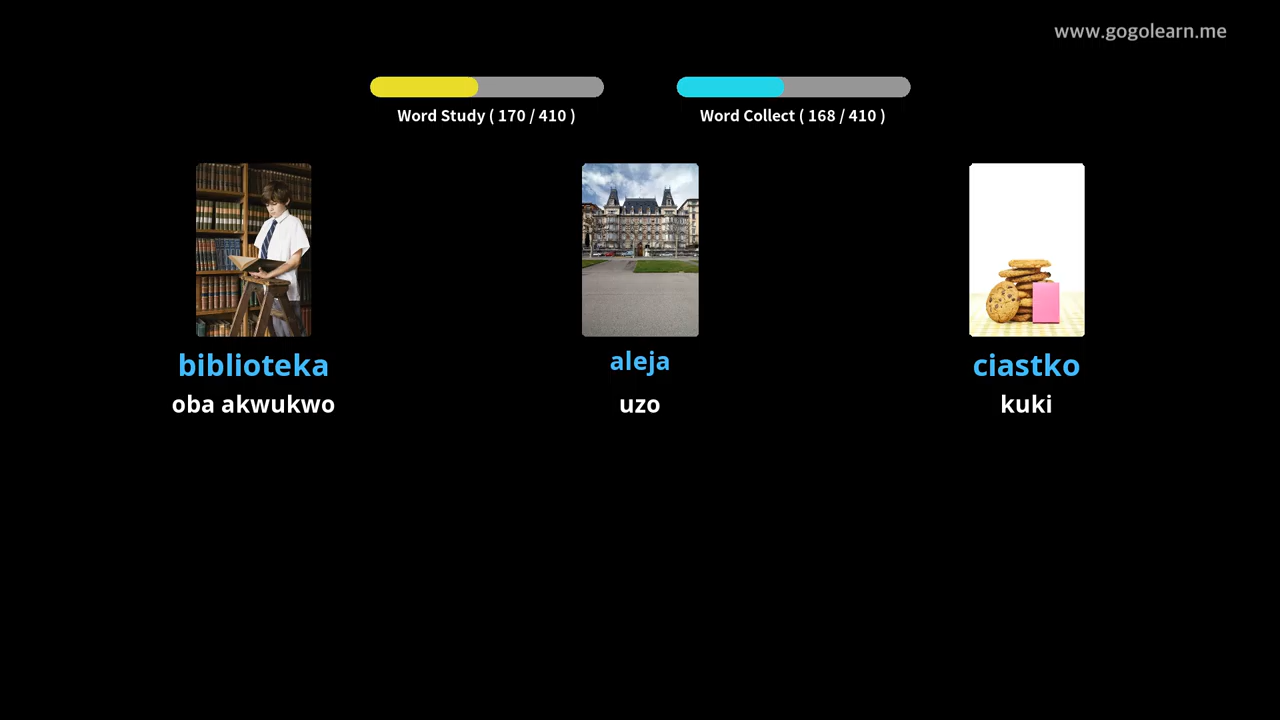 www.gogolearn.me
Word Study ( 170 / 410 )
Word Collect ( 168 / 410 )
biblioteka
aleja
ciastko
oba akwukwo
uzo
kuki